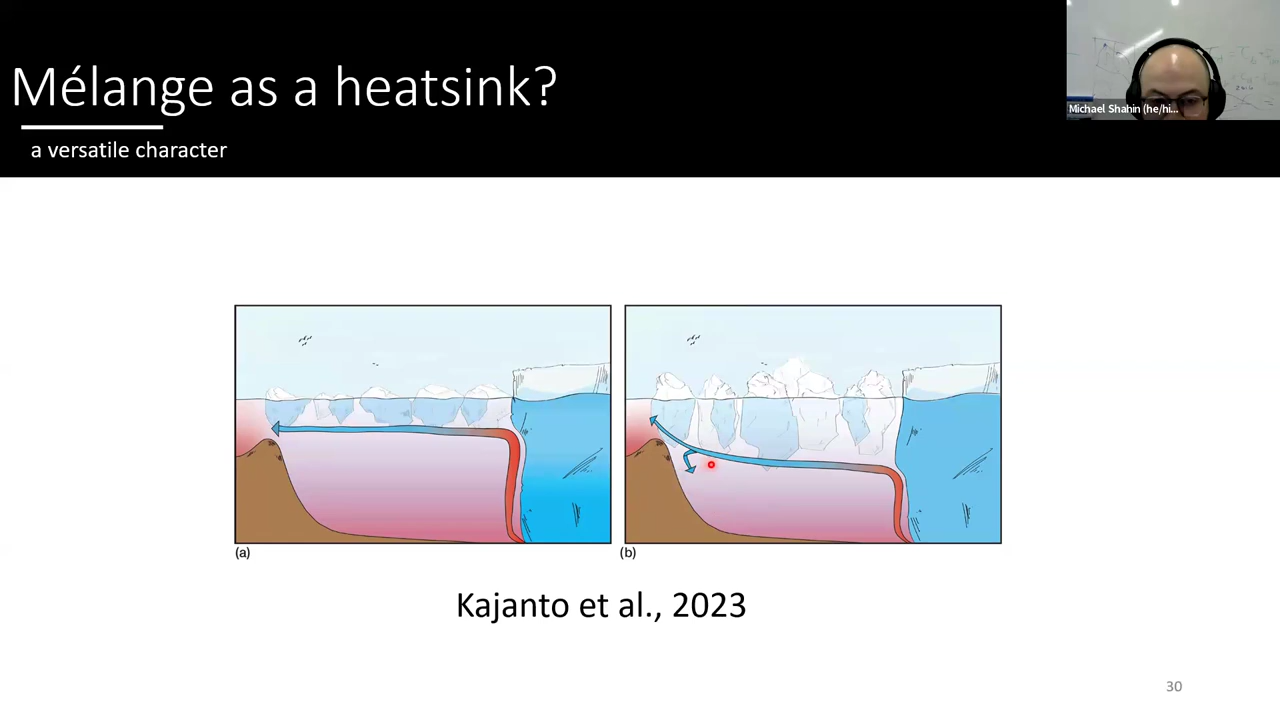 Mélange as a heatsink?
a versatile character
Michael Shahin (he/hi...
(a)
(b)
Kajanto et al., 2023
30